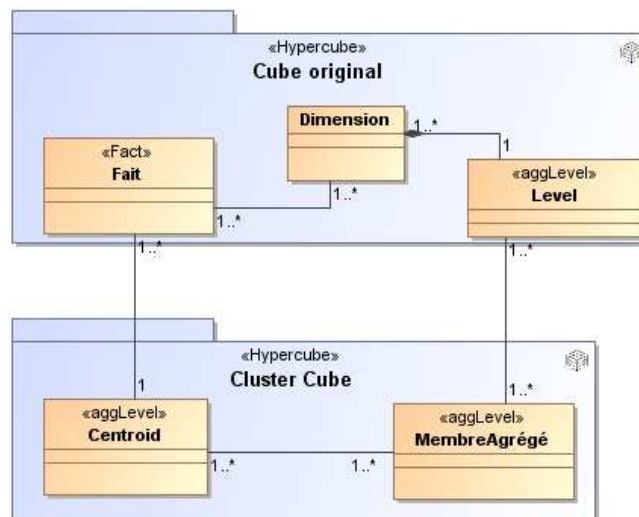 «Hypercube»
Cube original
Dimension
1..*
1
«Fact»
Fait
«aggLevel»
Level
1..*
1..*
1..*
1..*
«Hypercube»
Cluster Cube
1
1..*
«aggLevel»
Centroid
«aggLevel»
MembreAgrégé
1..*
1..*